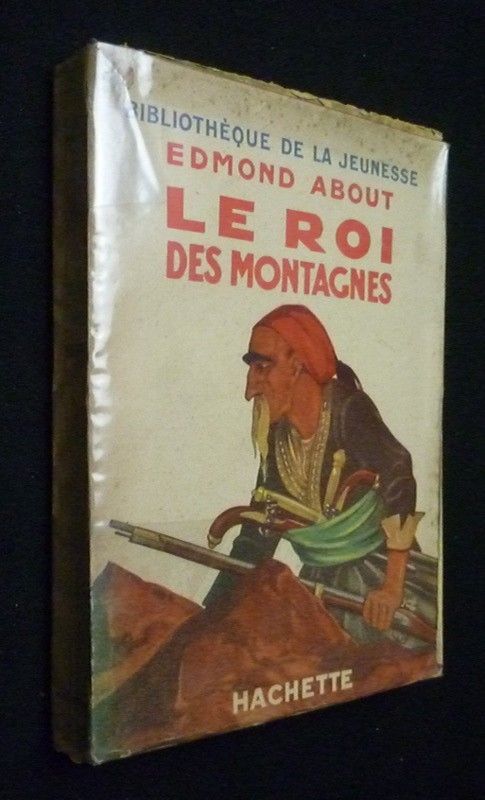 BIBLIOTHÈQUE DE LA JEUNESSE
EDMOND ABOUT
LE ROI
DES MONTAGNES
HACHETTE